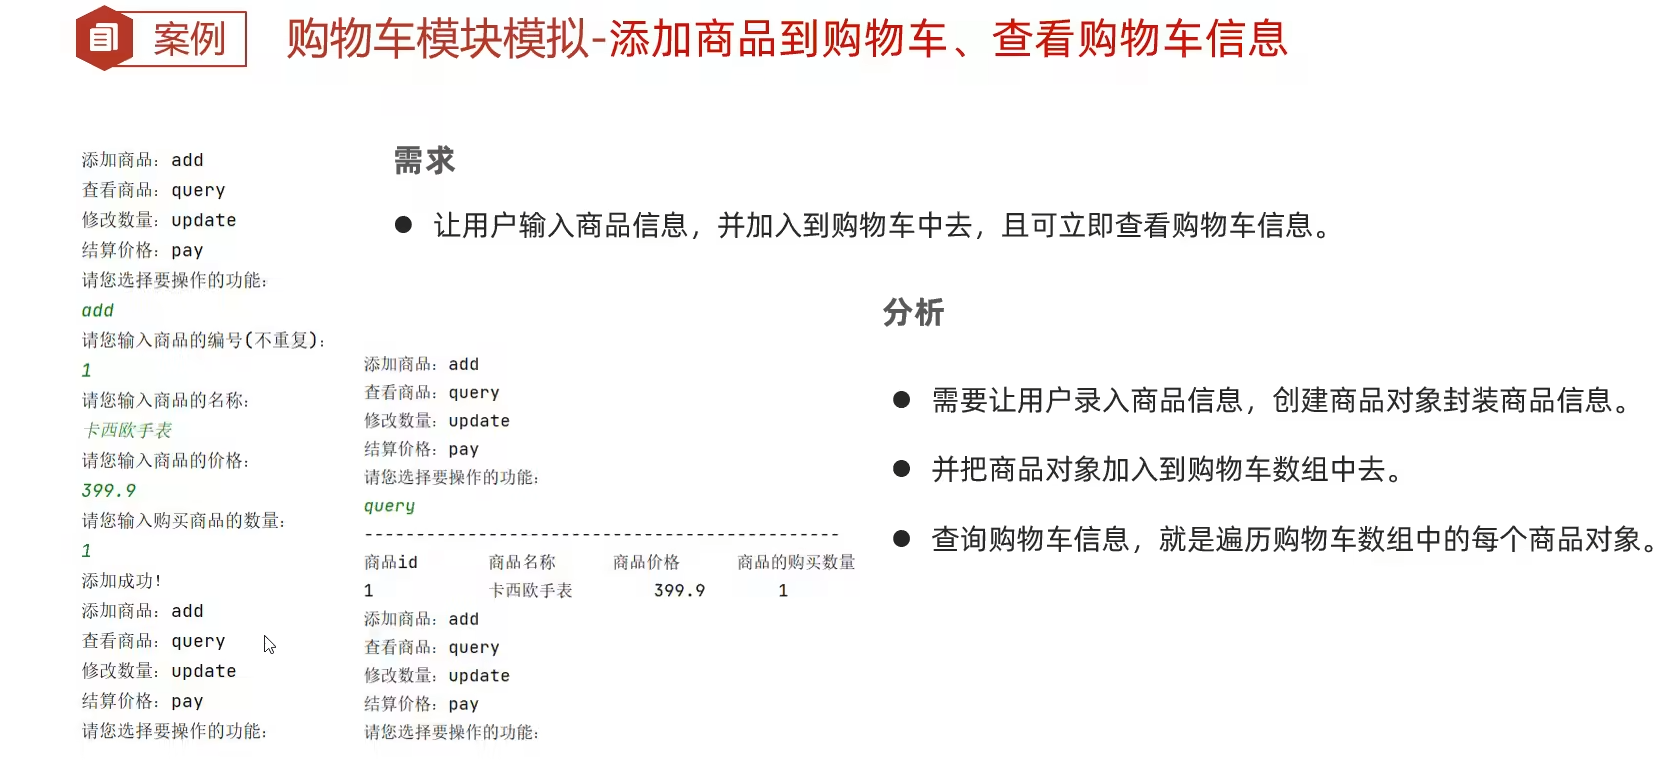 案例
购物车模块模拟-添加商品到购物车、查看购物车信息
添加商品：add
查看商品：query
修改数量：update
结算价格：pay
请您选择要操作的功能：
add
请您输入商品的编号(不重复)：
1
请您输入商品的名称：
卡西欧手表
请您输入商品的价格：
399.9
请您输入购买商品的数量：
1
添加成功!
添加商品：add
查看商品：query
修改数量：update
结算价格：pay
请您选择要操作的功能：
需求
让用户输入商品信息，并加入到购物车中去，且可立即查看购物车信息。
添加商品：add
查看商品：query
修改数量：update
结算价格：pay
请您选择要操作的功能：
query
----------------------------------------------
商品id 商品名称 商品价格 商品的购买数量
1 卡西欧手表 399.9 1
添加商品：add
查看商品：query
修改数量：update
结算价格：pay
请您选择要操作的功能：
分析
需要让用户录入商品信息，创建商品对象封装商品信息。
并把商品对象加入到购物车数组中去。
查询购物车信息，就是遍历购物车数组中的每个商品对象。